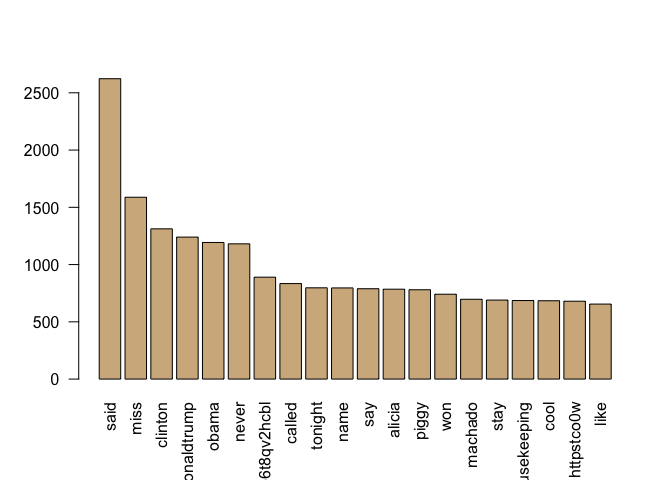 2500
2000
1500
1000
500
0
said
miss
clinton
onaldtrump
obama
never
6t8qv2hcbl
called
tonight
name
say
alicia
piggy
won
machado
stay
usekeeping
cool
httpstco0w
like